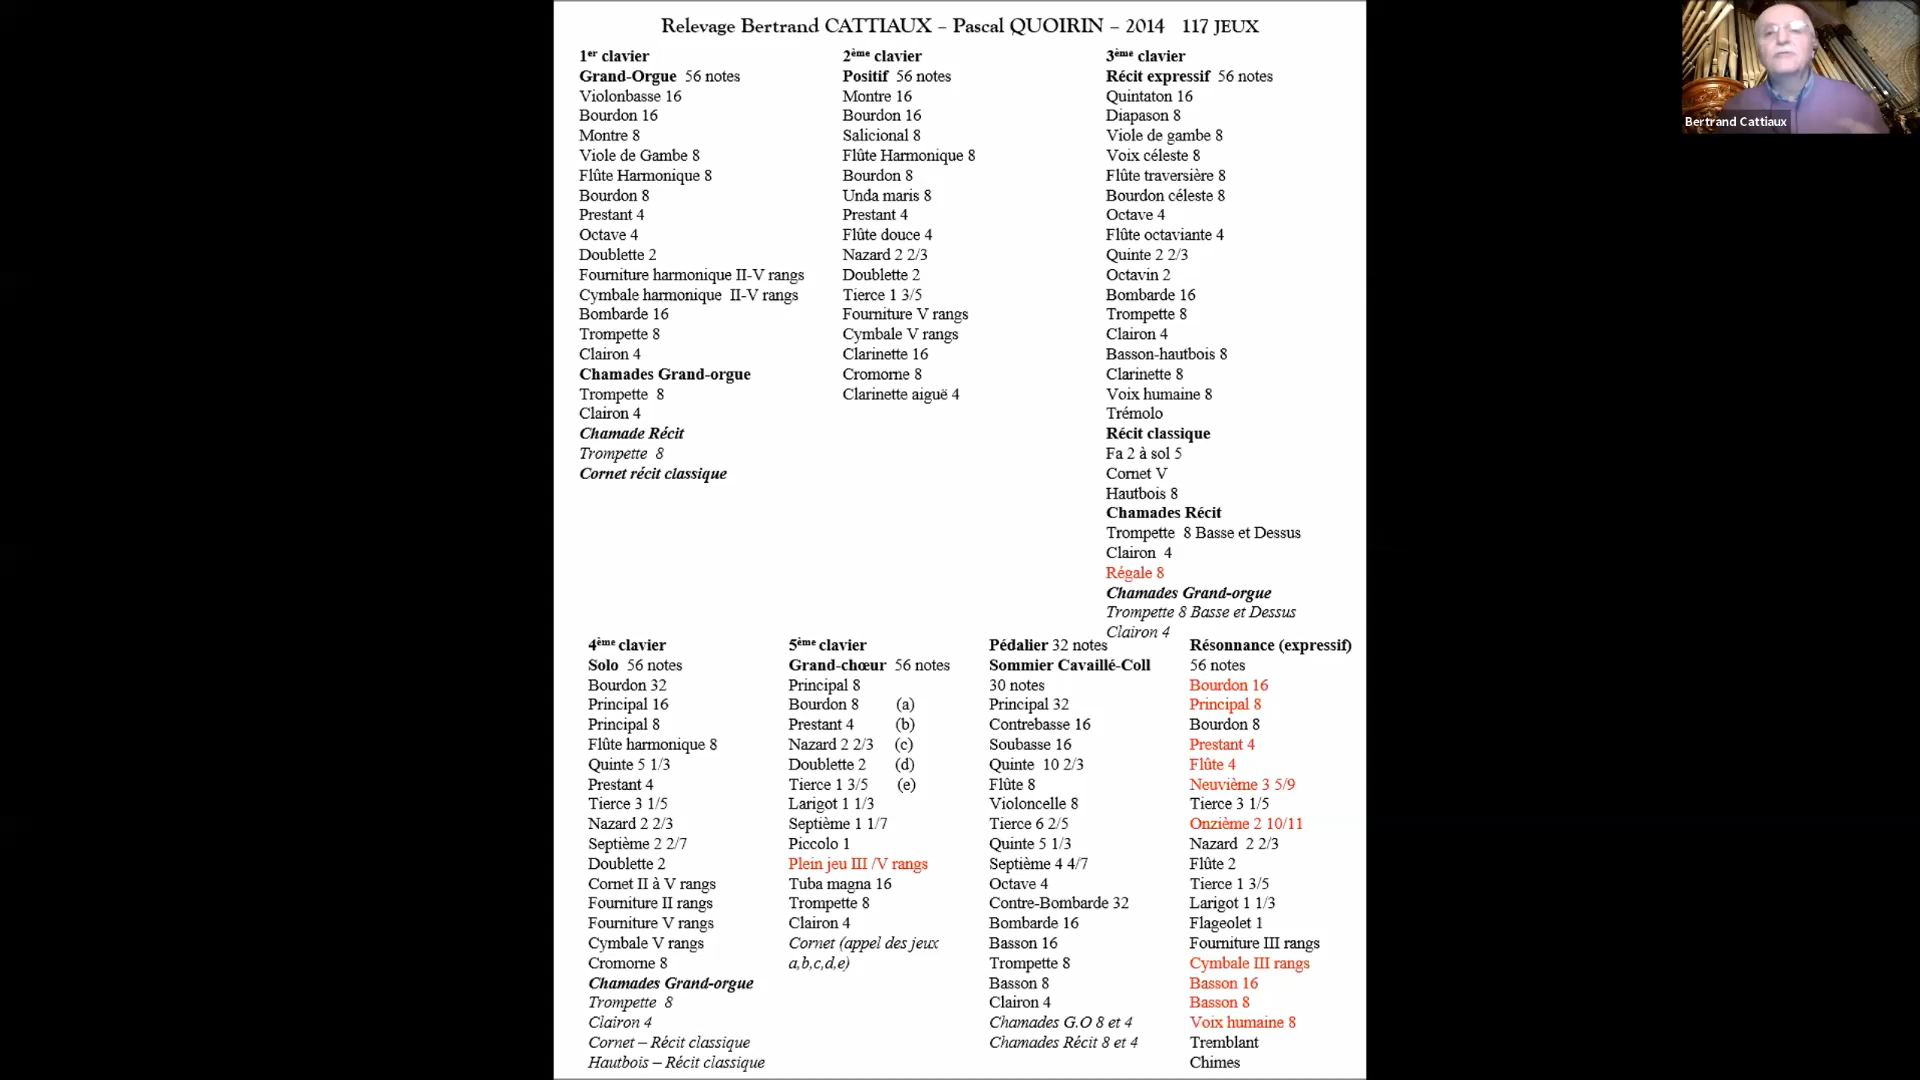 Relevage Bertrand CATTIAUX – Pascal QUOIRIN – 2014 117 JEUX
1er clavier
Grand-Orgue 56 notes
Violonbasse 16
Bourdon 16
Montre 8
Viole de Gambe 8
Flûte Harmonique 8
Bourdon 8
Prestant 4
Octave 4
Doublette 2
Fourniture harmonique II-V rangs
Cymbale harmonique II-V rangs
Bombarde 16
Trompette 8
Clairon 4
Chamades Grand-orgue
Trompette 8
Clairon 4
Chamade Récit
Trompette 8
Cornet récit classique
2ème clavier
Positif 56 notes
Montre 16
Bourdon 16
Salicional 8
Flûte Harmonique 8
Bourdon 8
Unda maris 8
Prestant 4
Flûte douce 4
Nazard 2 2/3
Doublette 2
Tierce 1 3/5
Fourniture V rangs
Cymbale V rangs
Clarinette 16
Cromorne 8
Clarinette aiguë 4
3ème clavier
Récit expressif 56 notes
Quintaton 16
Diapason 8
Viole de gambe 8
Voix céleste 8
Flûte traversière 8
Bourdon céleste 8
Octave 4
Flûte octaviante 4
Quinte 2 2/3
Octavin 2
Bombarde 16
Trompette 8
Clairon 4
Basson-hautbois 8
Clarinette 8
Voix humaine 8
Trémolo
Récit classique
Fa 2 à sol 5
Cornet V
Hautbois 8
Chamades Récit
Trompette 8 Basse et Dessus
Clairon 4
Régale 8
Chamades Grand-orgue
Trompette 8 Basse et Dessus
Clairon 4
4ème clavier
Solo 56 notes
Bourdon 32
Principal 16
Principal 8
Flûte harmonique 8
Quinte 5 1/3
Prestant 4
Tierce 3 1/5
Nazard 2 2/3
Septième 2 2/7
Doublette 2
Cornet II à V rangs
Fourniture II rangs
Fourniture V rangs
Cymbale V rangs
Cromorne 8
Chamades Grand-orgue
Trompette 8
Clairon 4
Cornet – Récit classique
Hautbois – Récit classique
5ème clavier
Grand-chœur 56 notes
Principal 8
Bourdon 8 (a)
Prestant 4 (b)
Nazard 2 2/3 (c)
Doublette 2 (d)
Tierce 1 3/5 (e)
Larigot 1 1/3
Septième 1 1/7
Piccolo 1
Plein jeu III /V rangs
Tuba magna 16
Trompette 8
Clairon 4
Cornet (appel des jeux
a,b,c,d,e)
Pédalier 32 notes
Sommier Cavaillé-Coll
30 notes
Principal 32
Contrebasse 16
Soubasse 16
Quinte 10 2/3
Flûte 8
Violoncelle 8
Tierce 6 2/5
Quinte 5 1/3
Septième 4 4/7
Octave 4
Contre-Bombarde 32
Bombarde 16
Basson 16
Trompette 8
Basson 8
Clairon 4
Chamades G.O 8 et 4
Chamades Récit 8 et 4
Résonnance (expressif)
56 notes
Bourdon 16
Principal 8
Bourdon 8
Prestant 4
Flûte 4
Neuvième 3 5/9
Tierce 3 1/5
Onzième 2 10/11
Nazard 2 2/3
Flûte 2
Tierce 1 3/5
Larigot 1 1/3
Flageolet 1
Fourniture III rangs
Cymbale III rangs
Basson 16
Basson 8
Voix humaine 8
Tremblant
Chimes
Bertrand Cattiaux